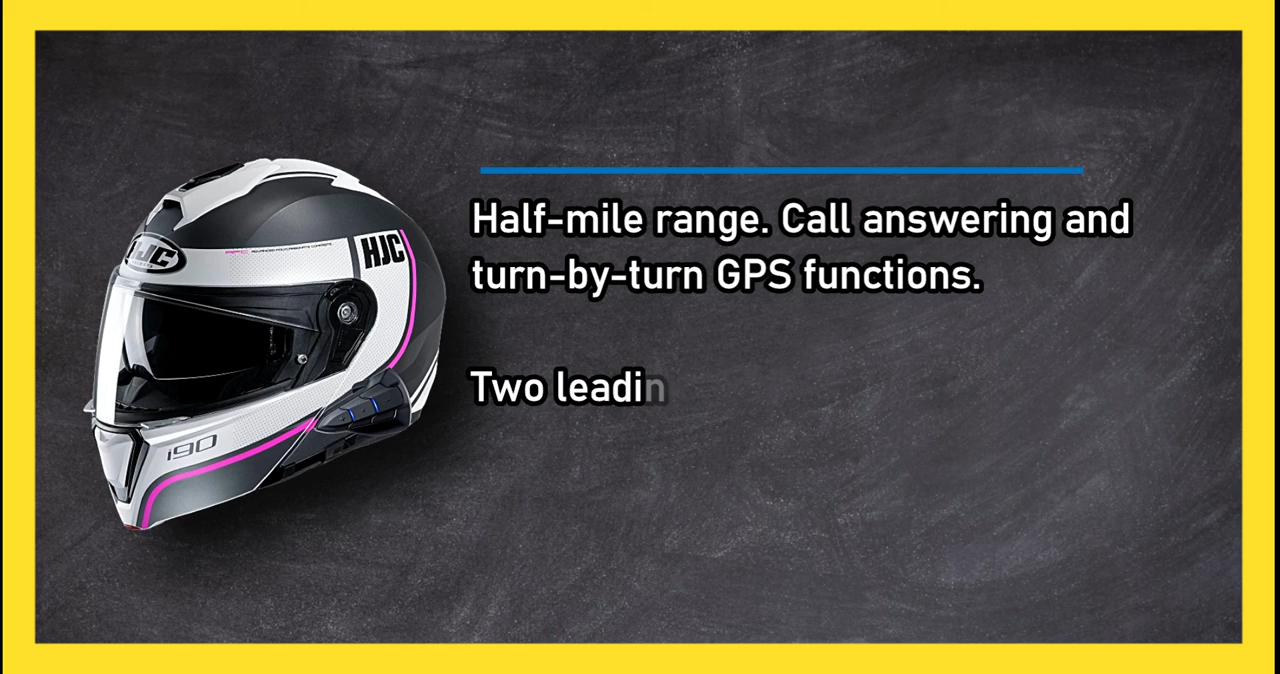 Half-mile range. Call answering and
turn-by-turn GPS functions.
Two leadin
HJC
HJC
i90